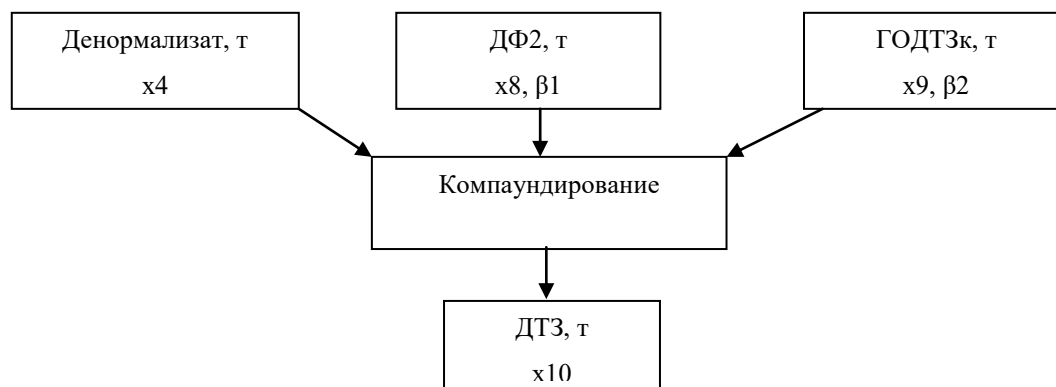 Денормализат, т
x4
ДФ2, т
x8, β1
ГОДТЗк, т
x9, β2
Компаундирование
ДТЗ, т
x10